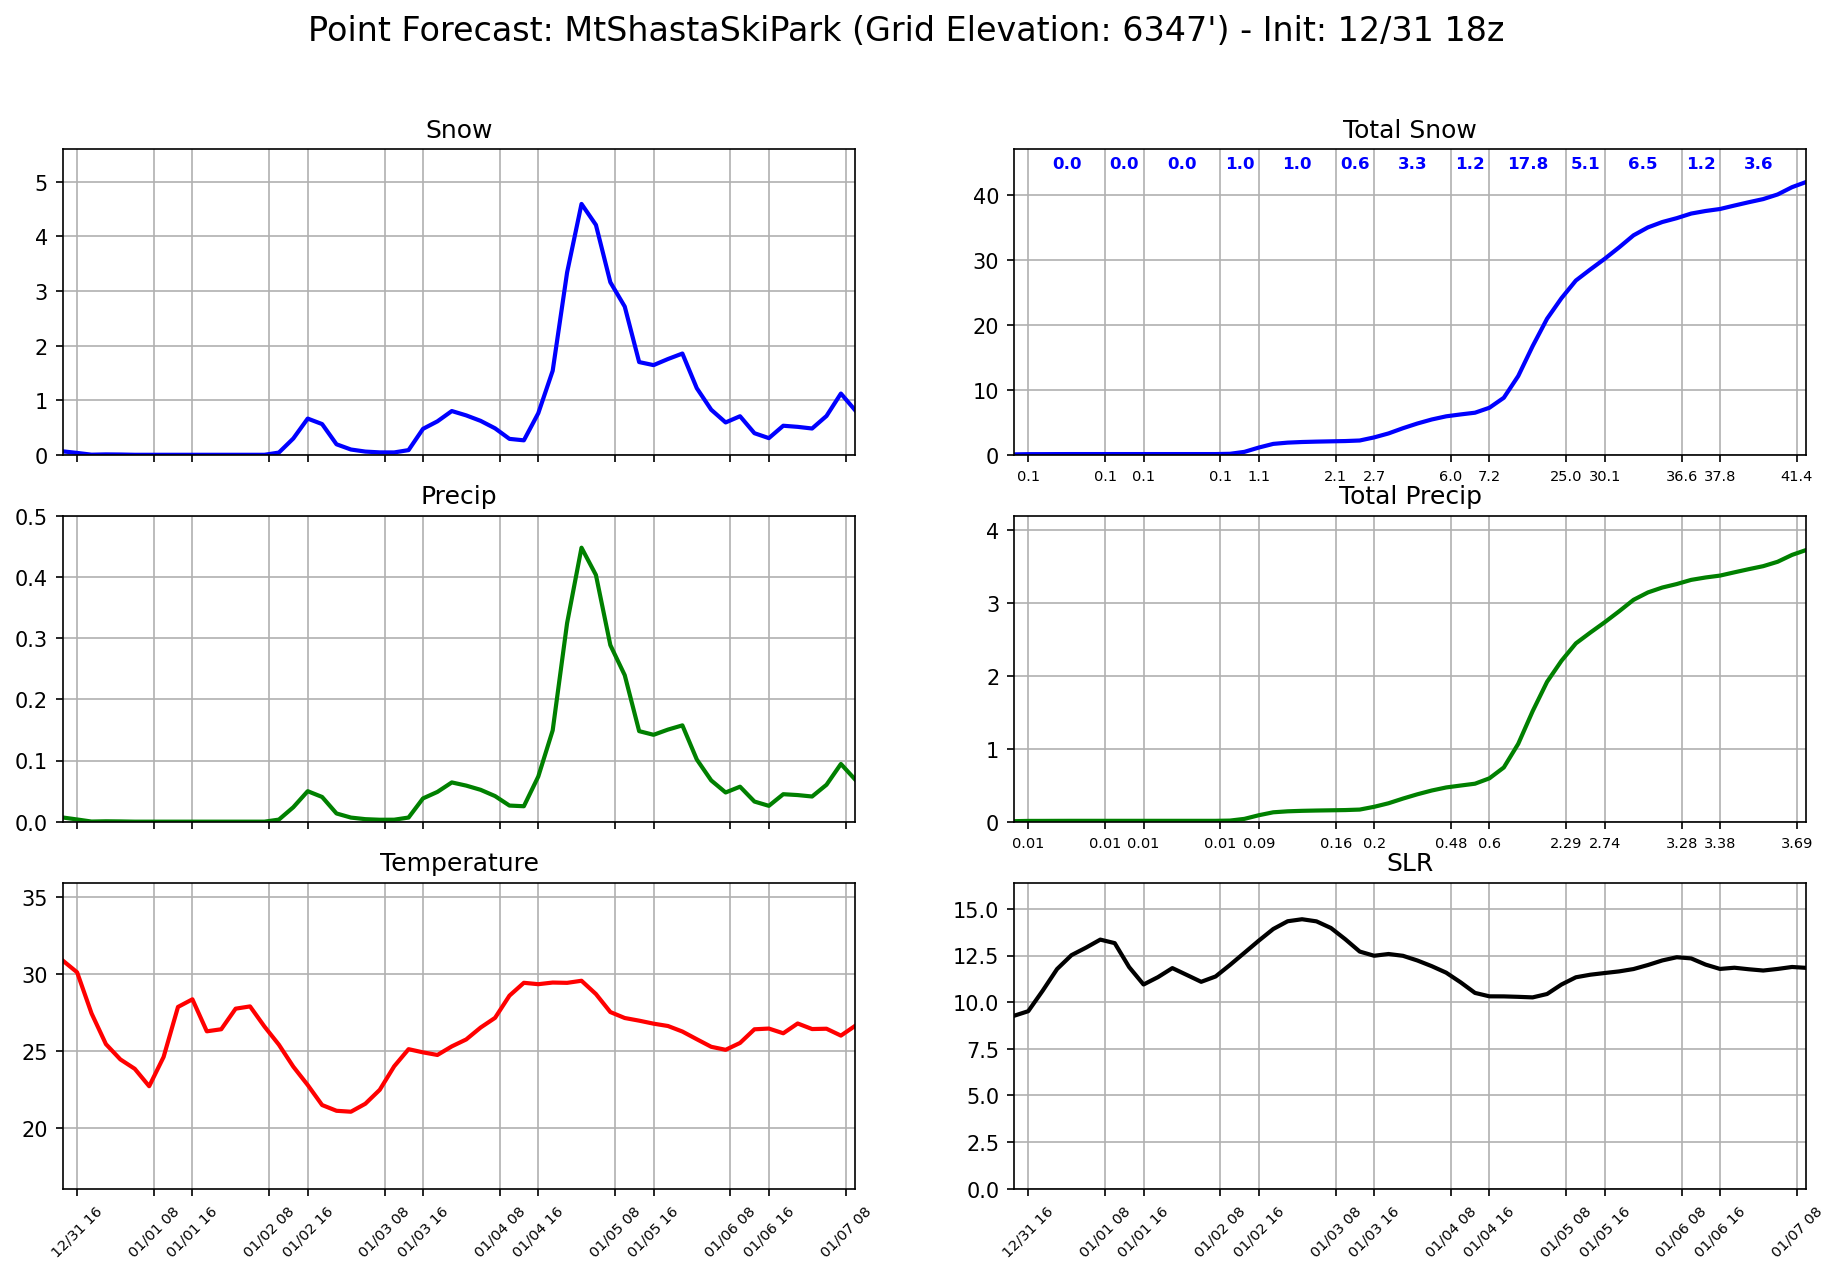 Point Forecast: MtShastaSkiPark (Grid Elevation: 6347') - Init: 12/31 18z
Snow
5
4
3
2
1
0
Total Snow
0.0 0.0 0.0 1.0 1.0 0.6 3.3 1.2 17.8 5.1 6.5 1.2 3.6
40
30
20
10
0
0.1 0.1 0.1 0.1 1.1 2.1 2.7 6.0 7.2 25.0 30.1 36.6 37.8 41.4
Precip
0.5
0.4
0.3
0.2
0.1
0.0
Total Precip
4
3
2
1
0
0.01 0.01 0.01 0.01 0.09 0.16 0.2 0.48 0.6 2.29 2.74 3.28 3.38 3.69
Temperature
35
30
25
20
12/31 16 01/01 08 01/01 16 01/02 08 01/02 16 01/03 08 01/03 16 01/04 08 01/04 16 01/05 08 01/05 16 01/06 08 01/06 16 01/07 08
SLR
15.0
12.5
10.0
7.5
5.0
2.5
0.0
12/31 16 01/01 08 01/01 16 01/02 08 01/02 16 01/03 08 01/03 16 01/04 08 01/04 16 01/05 08 01/05 16 01/06 08 01/06 16 01/07 08